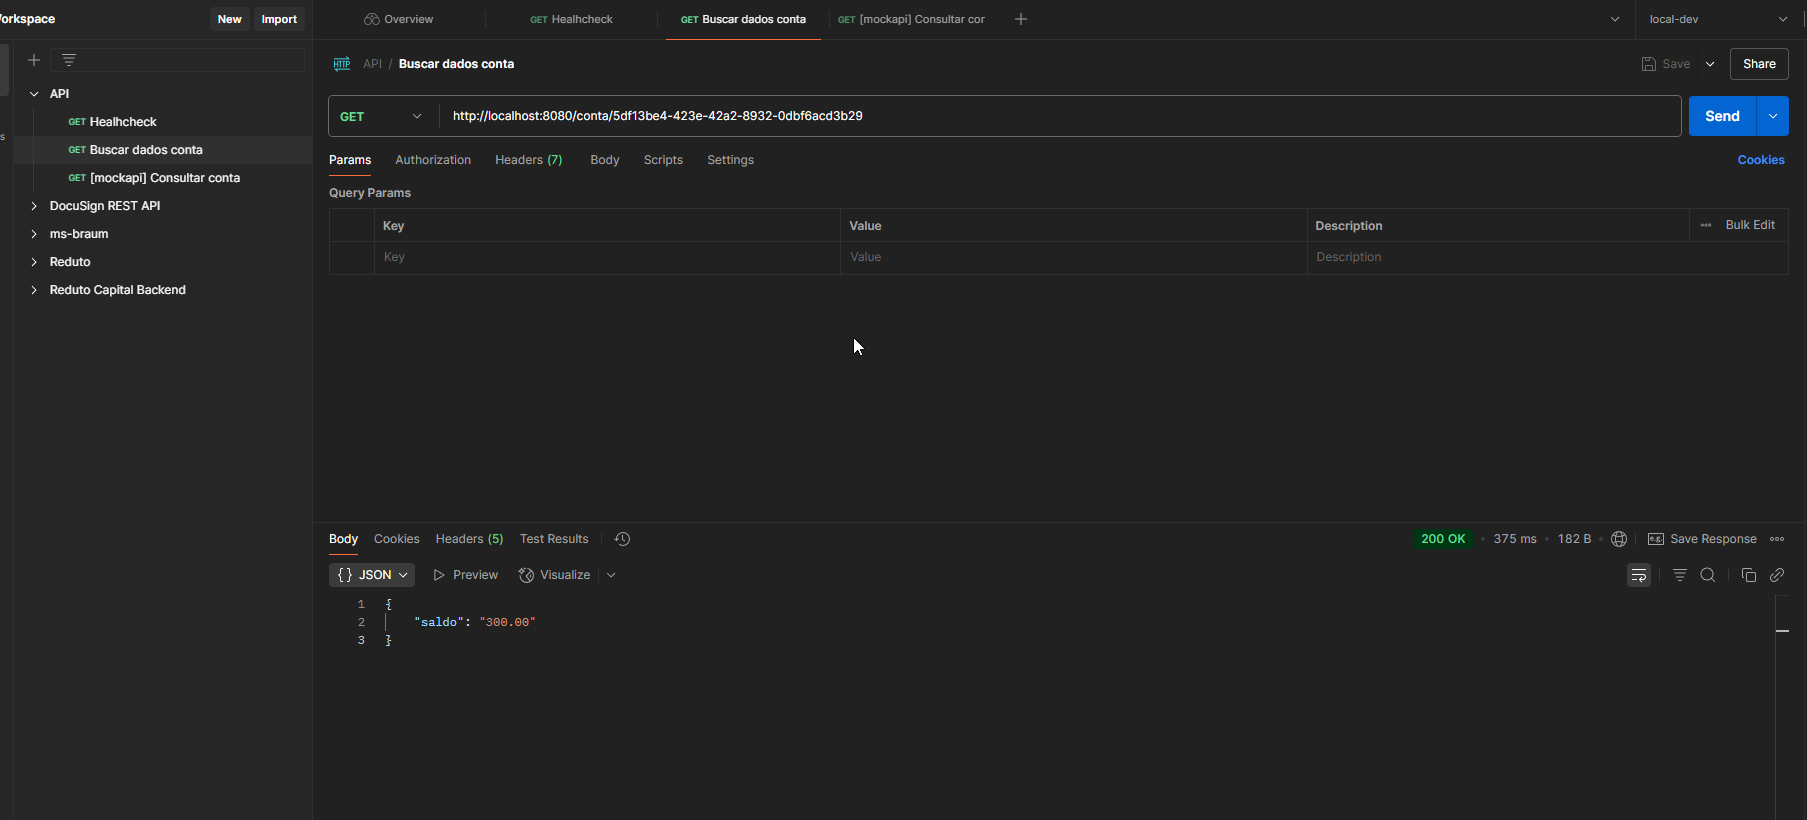 orkspace
New Import
Overview
GET Healhcheck
GET Buscar dados conta
GET [mockapi] Consultar cor
local-dev
API
GET Healhcheck
GET Buscar dados conta
GET [mockapi] Consultar conta
DocuSign REST API
ms-braum
Reduto
Reduto Capital Backend
s
HTTP API / Buscar dados conta
Save
Share
GET http://localhost:8080/conta/5df13be4-423e-42a2-8932-0dbf6acd3b29
Send
Params Authorization Headers (7) Body Scripts Settings Cookies
Query Params
Key Value Description Bulk Edit
Key Value Description
Body Cookies Headers (5) Test Results 200 OK 375 ms 182 B e.g. Save Response
{} JSON Preview Visualize
1 {
2 "saldo": "300.00"
3 }